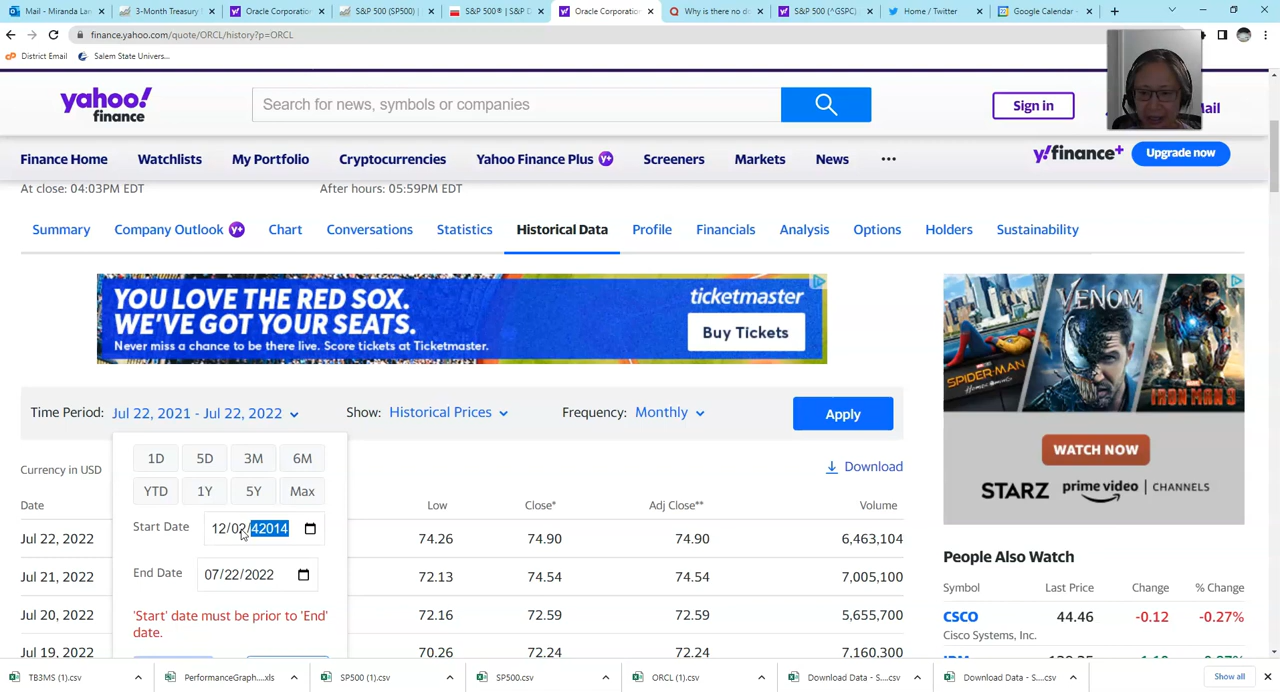 Mail - Miranda Lan
3-Month Treasury
Oracle Corporation
S&P 500 (SP500) |
S&P 500® | S&P D
Oracle Corporatio
Why is there no d
S&P 500 (^GSPC)
Home / Twitter
Google Calendar -
finance.yahoo.com/quote/ORCL/history?p=ORCL
District Email
Salem State Univers...
yahoo!
finance
Search for news, symbols or companies
Sign in
Mail
Finance Home
Watchlists
My Portfolio
Cryptocurrencies
Yahoo Finance Plus
Screeners
Markets
News
y!finance+
Upgrade now
At close: 04:03PM EDT
After hours: 05:59PM EDT
Summary
Company Outlook
Chart
Conversations
Statistics
Historical Data
Profile
Financials
Analysis
Options
Holders
Sustainability
YOU LOVE THE RED SOX.
WE'VE GOT YOUR SEATS.
Never miss a chance to be there live. Score tickets at Ticketmaster.
ticketmaster
Buy Tickets
SPIDER-MAN
VENOM
IRON MAN 3
WATCH NOW
STARZ
prime video
CHANNELS
Time Period: Jul 22, 2021 - Jul 22, 2022
Show: Historical Prices
Frequency: Monthly
Apply
1D 5D 3M 6M
YTD 1Y 5Y Max
Start Date 12/02/42014
End Date 07/22/2022
'Start' date must be prior to 'End'
date.
Currency in USD
Download
Date Low Close* Adj Close** Volume
Jul 22, 2022 74.26 74.90 74.90 6,463,104
Jul 21, 2022 72.13 74.54 74.54 7,005,100
Jul 20, 2022 72.16 72.59 72.59 5,655,700
Jul 19, 2022 70.26 72.24 72.24 7,160,300
People Also Watch
Symbol Last Price Change % Change
CSCO 44.46 -0.12 -0.27%
Cisco Systems, Inc.
TB3MS (1).csv
PerformanceGraph....xls
SP500 (1).csv
SP500.csv
ORCL (1).csv
Download Data - S....csv
Download Data - S....csv
Show all